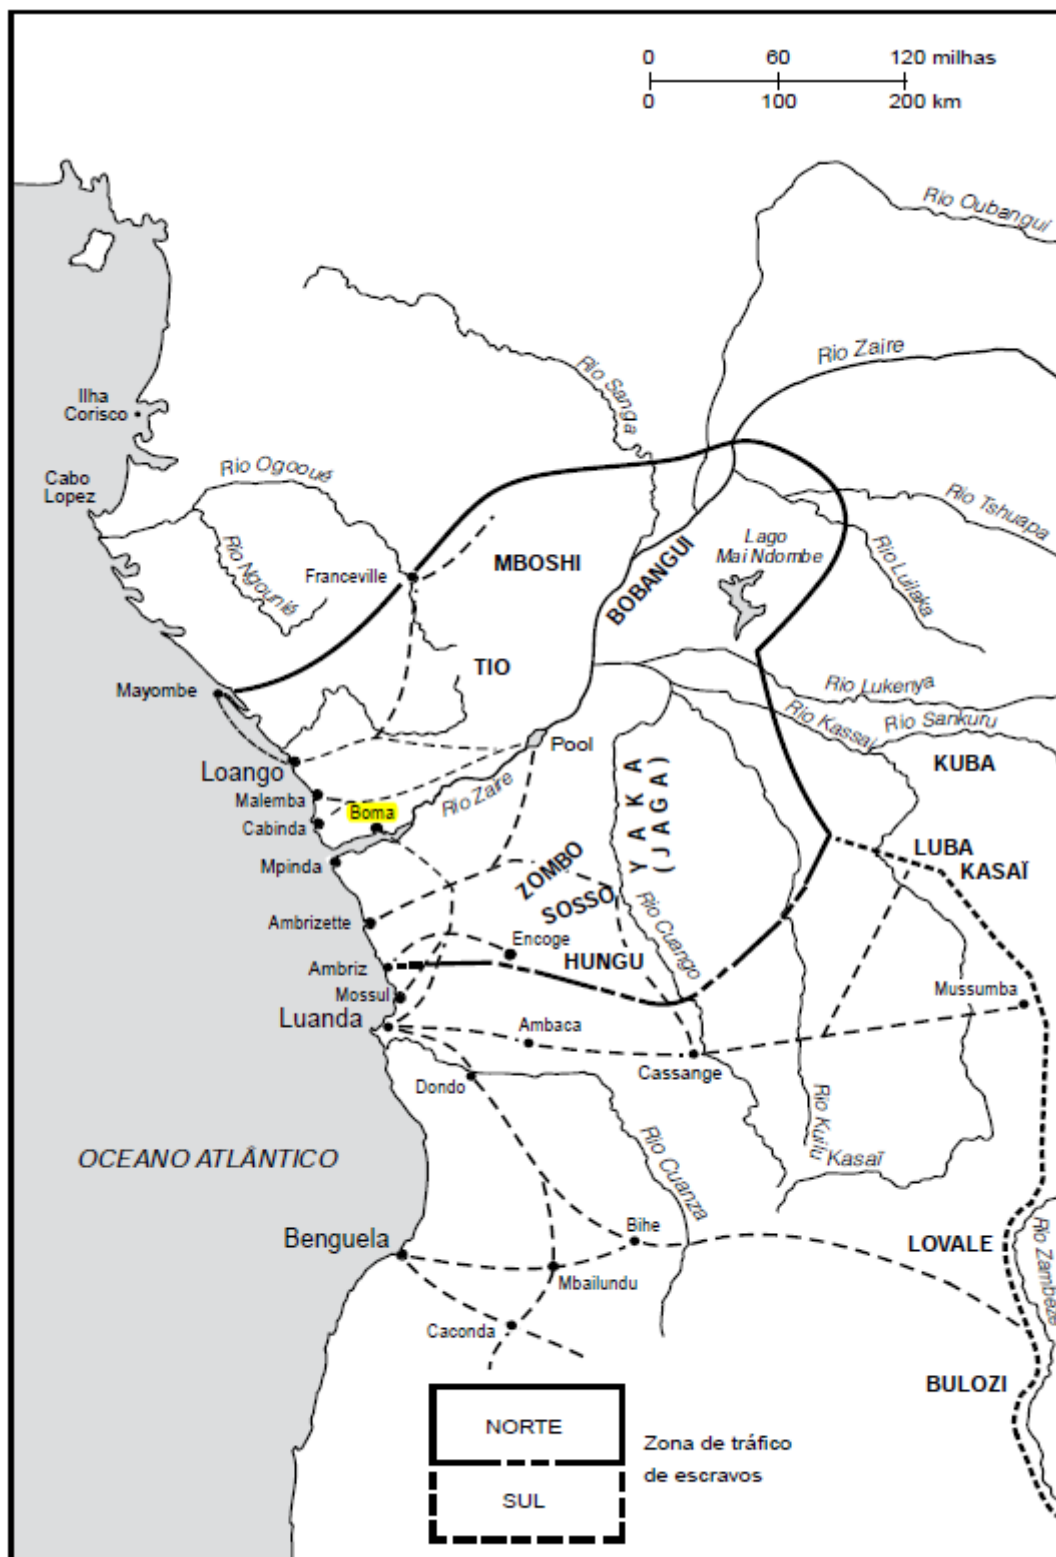 0 60 120 milhas
0 100 200 km
Rio Oubangui
Rio Zaire
Rio Sanga
Ilha
Corisco
Cabo
Lopez
Rio Ogooué
Rio Ngounié
Franceville
MBOSHI
BOBANGUI
Lago
Mai Ndombe
Rio Tshuapa
Rio Luilaka
TIO
Mayombe
Rio Lukenya
Rio Kassai
Rio Sankuru
Pool
Loango
KUBA
Malemba
Rio Zaire
Boma
Cabinda
YAKA
(JAGA)
LUBA
KASAÏ
Mpinda
ZOMBO
SOSSO
Ambrizette
Rio Cuango
Encoge
HUNGU
Ambriz
Mossul
Mussumba
Luanda
Ambaca
Cassange
Dondo
Rio Kuilu
Kasaï
Rio Cuanza
OCEANO ATLÂNTICO
Bihe
Benguela
LOVALE
Rio Zambeze
Mbailundu
Caconda
BULOZI
NORTE
Zona de tráfico
de escravos
SUL